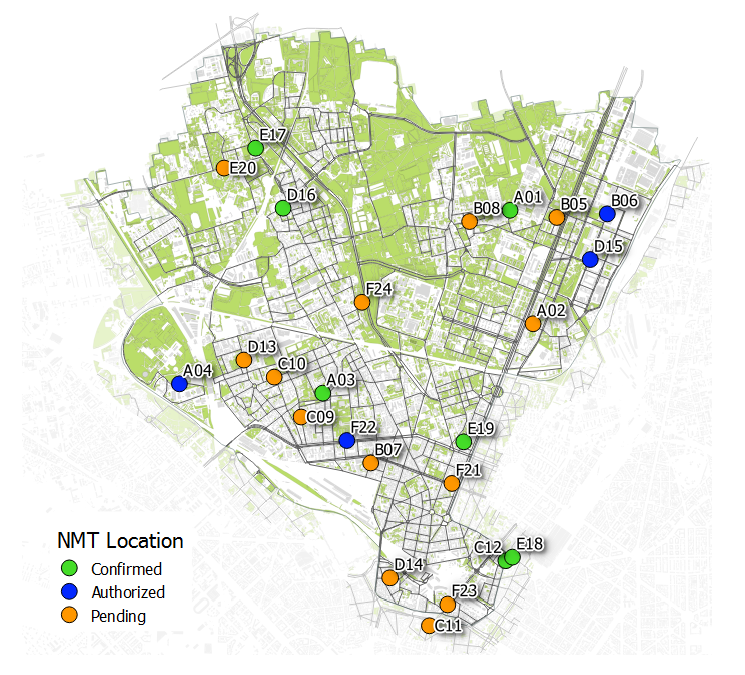 E17
E20
D16
A01
B08
B05
B06
D15
F24
A02
D13
C10
A04
A03
C09
F22
E19
B07
F21
C12
E18
D14
F23
C11
NMT Location
Confirmed
Authorized
Pending